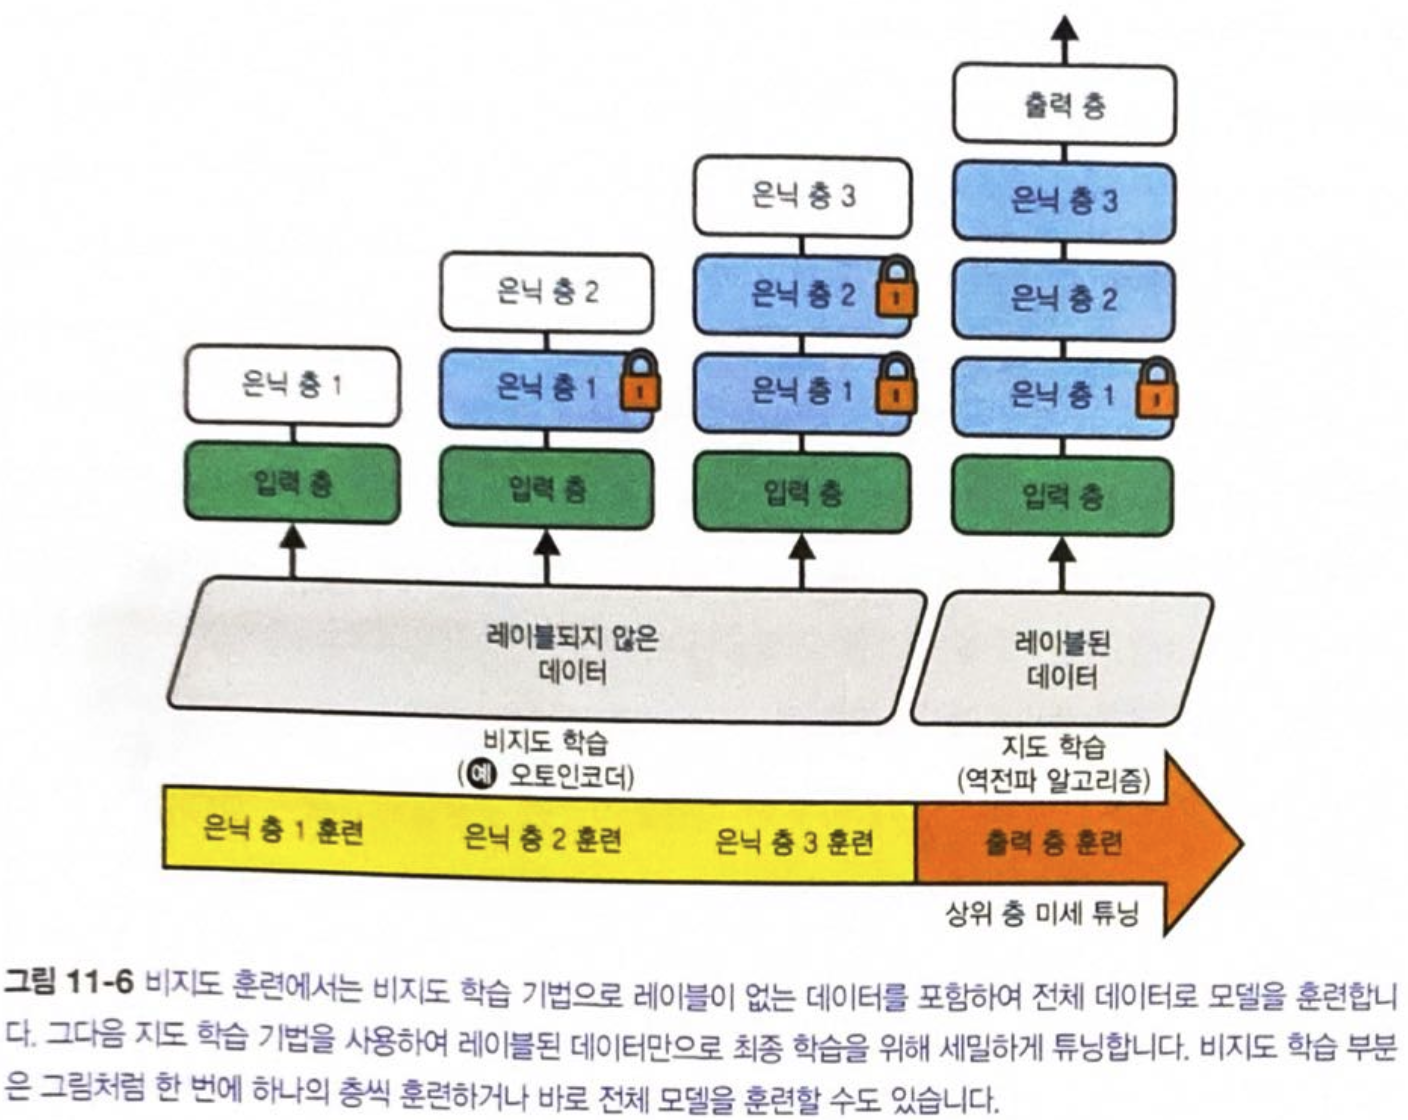 출력 층
은닉 층 3
은닉 층 3
은닉 층 2
은닉 층 2
은닉 층 2
은닉 층 1
은닉 층 1
은닉 층 1
은닉 층 1
입력 층
입력 층
입력 층
입력 층
레이블되지 않은
데이터
레이블된
데이터
비지도 학습
(예 오토인코더)
지도 학습
(역전파 알고리즘)
은닉 층 1 훈련
은닉 층 2 훈련
은닉 층 3 훈련
출력 층 훈련
상위 층 미세 튜닝
그림 11-6 비지도 훈련에서는 비지도 학습 기법으로 레이블이 없는 데이터를 포함하여 전체 데이터로 모델을 훈련합니
다. 그다음 지도 학습 기법을 사용하여 레이블된 데이터만으로 최종 학습을 위해 세밀하게 튜닝합니다. 비지도 학습 부분
은 그림처럼 한 번에 하나의 층씩 훈련하거나 바로 전체 모델을 훈련할 수도 있습니다.